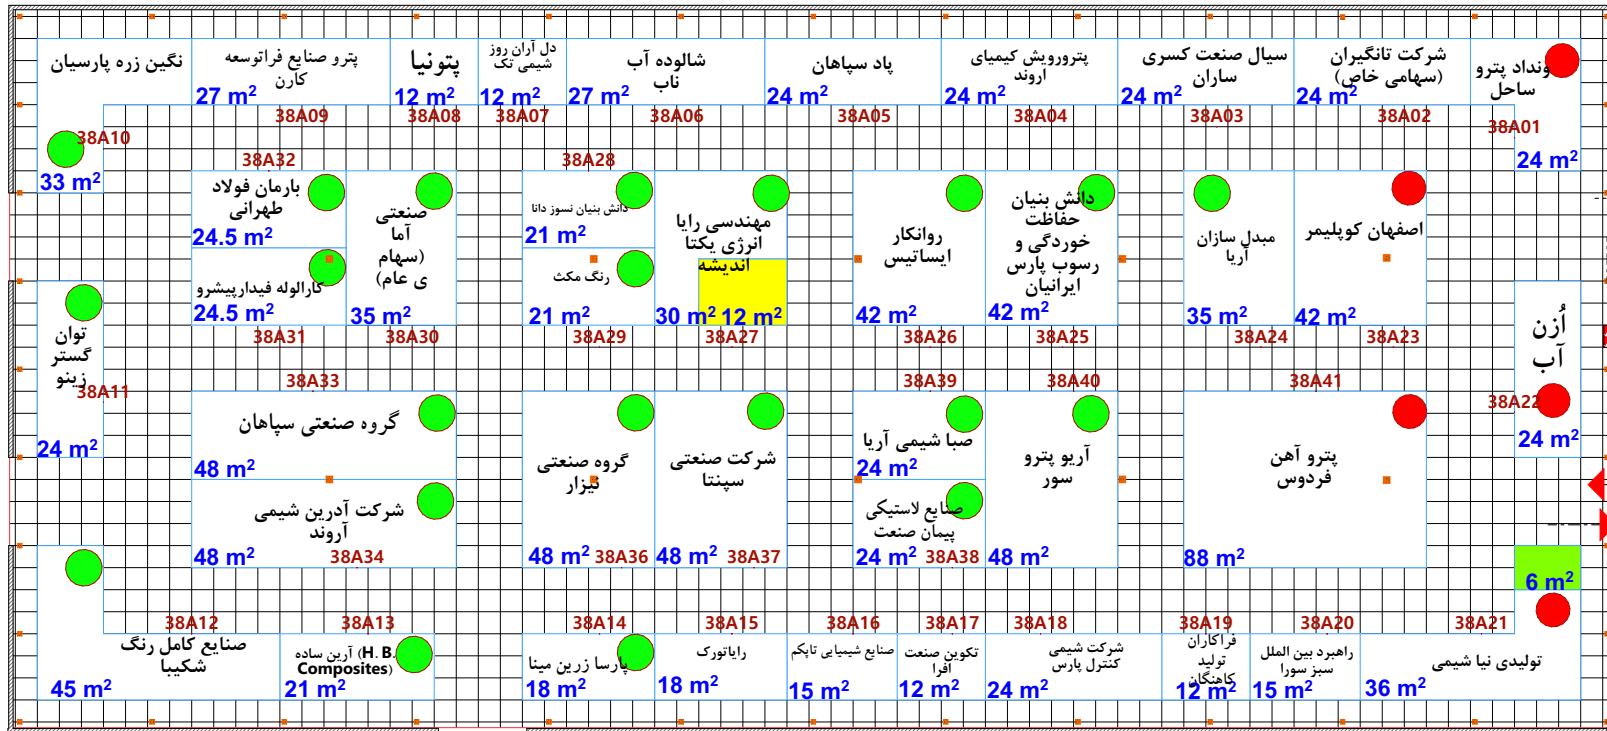 نگین زره پارسیان
33 m²
38A10
پترو صنایع فراتوسعه
کارن
27 m²
38A09
پتونیا
12 m²
38A08
دل آران روز
شیمی تک
12 m²
38A07
شالوده آب
ناب
27 m²
38A06
پاد سپاهان
24 m²
38A05
پترورویش کیمیای
اروند
24 m²
38A04
سیال صنعت کسری
ساران
24 m²
38A03
شرکت تانگیران
(سهامی خاص)
24 m²
38A02
ونداد پترو
ساحل
38A01
24 m²
38A32
بارمان فولاد
طهرانی
24.5 m²
کارالوله فیدارپیشرو
24.5 m²
38A31
صنعتی
آما
(سهام
ی عام)
35 m²
38A30
38A28
دانش بنیان نسوز دانا
21 m²
رنگ مکث
21 m²
38A29
مهندسی رایا
انرژی یکتا
اندیشه
30 m²
12 m²
38A27
روانکار
ایساتیس
42 m²
38A26
دانش بنیان
حفاظت
خوردگی و
رسوب پارس
ایرانیان
42 m²
38A25
مبدل سازان
آریا
35 m²
38A24
اصفهان کوپلیمر
42 m²
38A23
اُزن
آب
38A22
24 m²
توان
گستر
زینو
38A11
24 m²
38A33
گروه صنعتی سپاهان
48 m²
شرکت آدرین شیمی
آروند
48 m²
38A34
گروه صنعتی
نیزار
48 m²
38A36
شرکت صنعتی
سپنتا
48 m²
38A37
38A39
صبا شیمی آریا
24 m²
صنایع لاستیکی
پیمان صنعت
24 m²
38A38
38A40
آریو پترو
سور
48 m²
38A41
پترو آهن
فردوس
88 m²
6 m²
38A12
صنایع کامل رنگ
شکیبا
45 m²
38A13
آرین ساده (H. B.
Composites)
21 m²
38A14
پارسا زرین مینا
18 m²
38A15
رایاتورک
18 m²
38A16
صنایع شیمیایی تاپکم
15 m²
38A17
تکوین صنعت
افرا
12 m²
38A18
شرکت شیمی
کنترل پارس
24 m²
38A19
فراکاران
تولید
کاهنگان
12 m²
38A20
راهبرد بین الملل
سبز سورا
15 m²
38A21
تولیدی نیا شیمی
36 m²